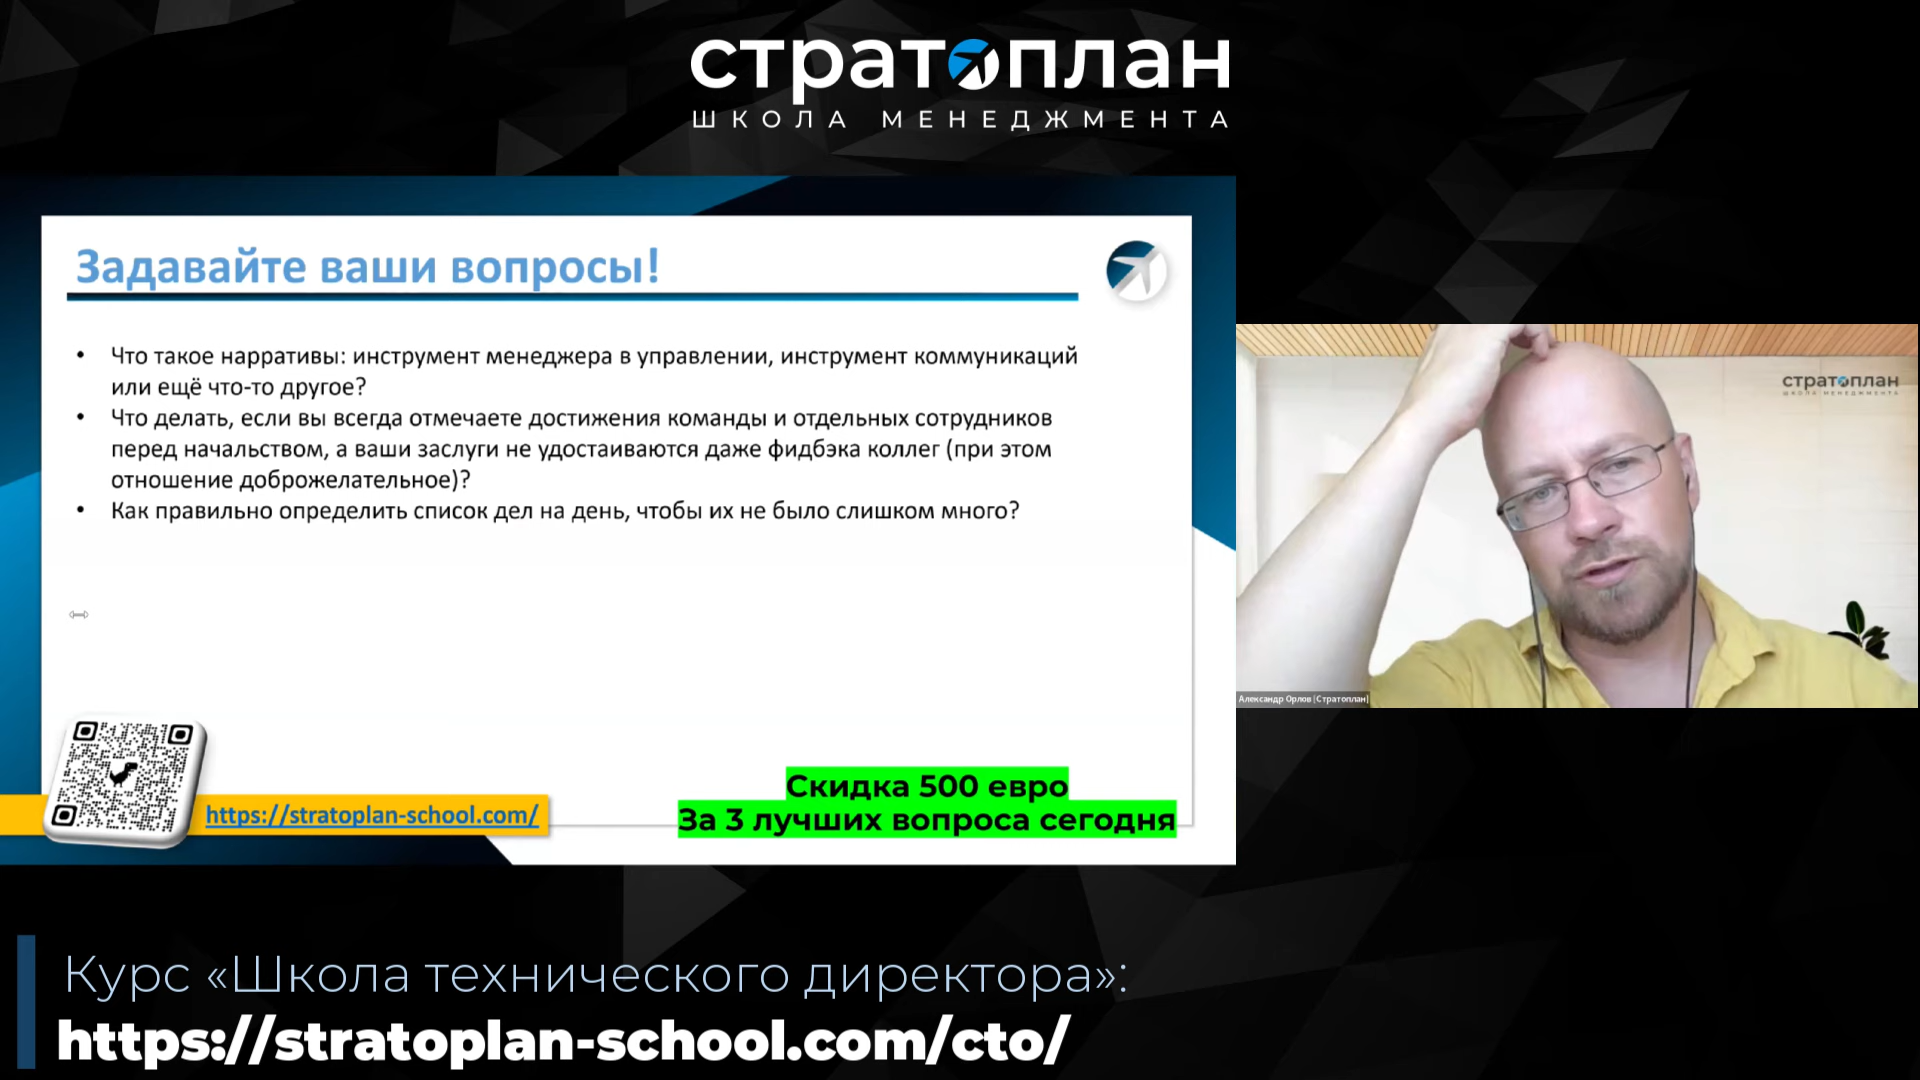 стратоплан
ШКОЛА МЕНЕДЖМЕНТА
Задавайте ваши вопросы!
• Что такое нарративы: инструмент менеджера в управлении, инструмент коммуникаций
или ещё что-то другое?
• Что делать, если вы всегда отмечаете достижения команды и отдельных сотрудников
перед начальством, а ваши заслуги не удостаиваются даже фидбэка коллег (при этом
отношение доброжелательное)?
• Как правильно определить список дел на день, чтобы их не было слишком много?
https://stratoplan-school.com/
Скидка 500 евро
За 3 лучших вопроса сегодня
стратоплан
ШКОЛА МЕНЕДЖМЕНТА
Александр Орлов (Стратоплан)
Курс «Школа технического директора»:
https://stratoplan-school.com/cto/